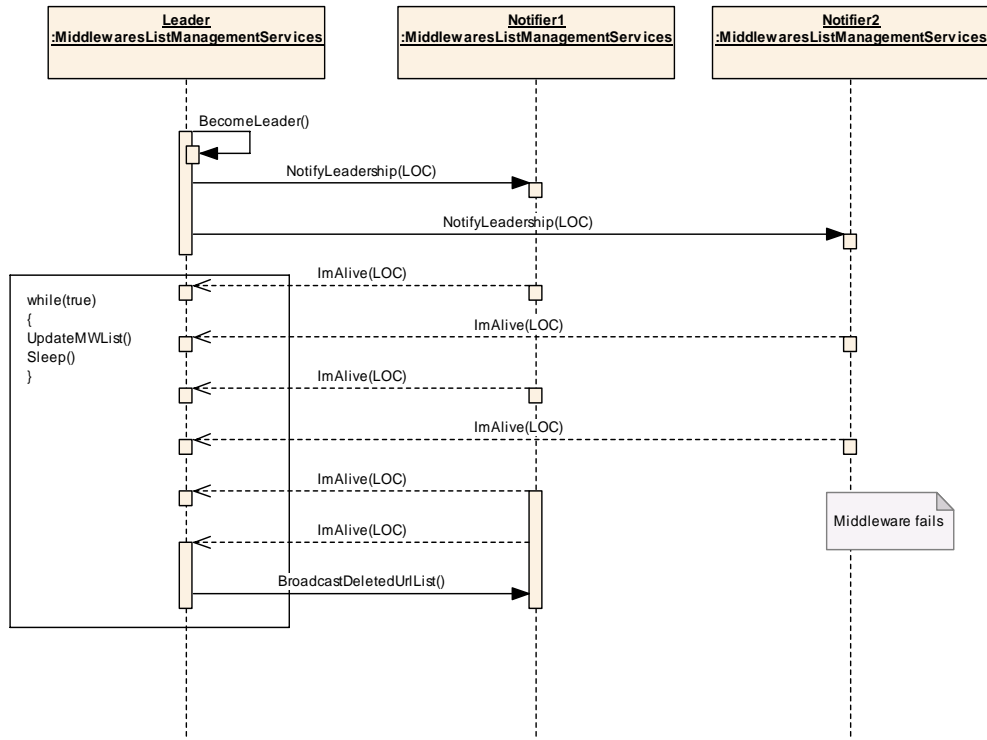 Leader
:MiddlewaresListManagementServices
Notifier1
:MiddlewaresListManagementServices
Notifier2
:MiddlewaresListManagementServices
BecomeLeader()
NotifyLeadership(LOC)
NotifyLeadership(LOC)
ImAlive(LOC)
while(true)
{
UpdateMWList()
Sleep()
}
ImAlive(LOC)
ImAlive(LOC)
ImAlive(LOC)
ImAlive(LOC)
Middleware fails
ImAlive(LOC)
BroadcastDeletedUrlList()